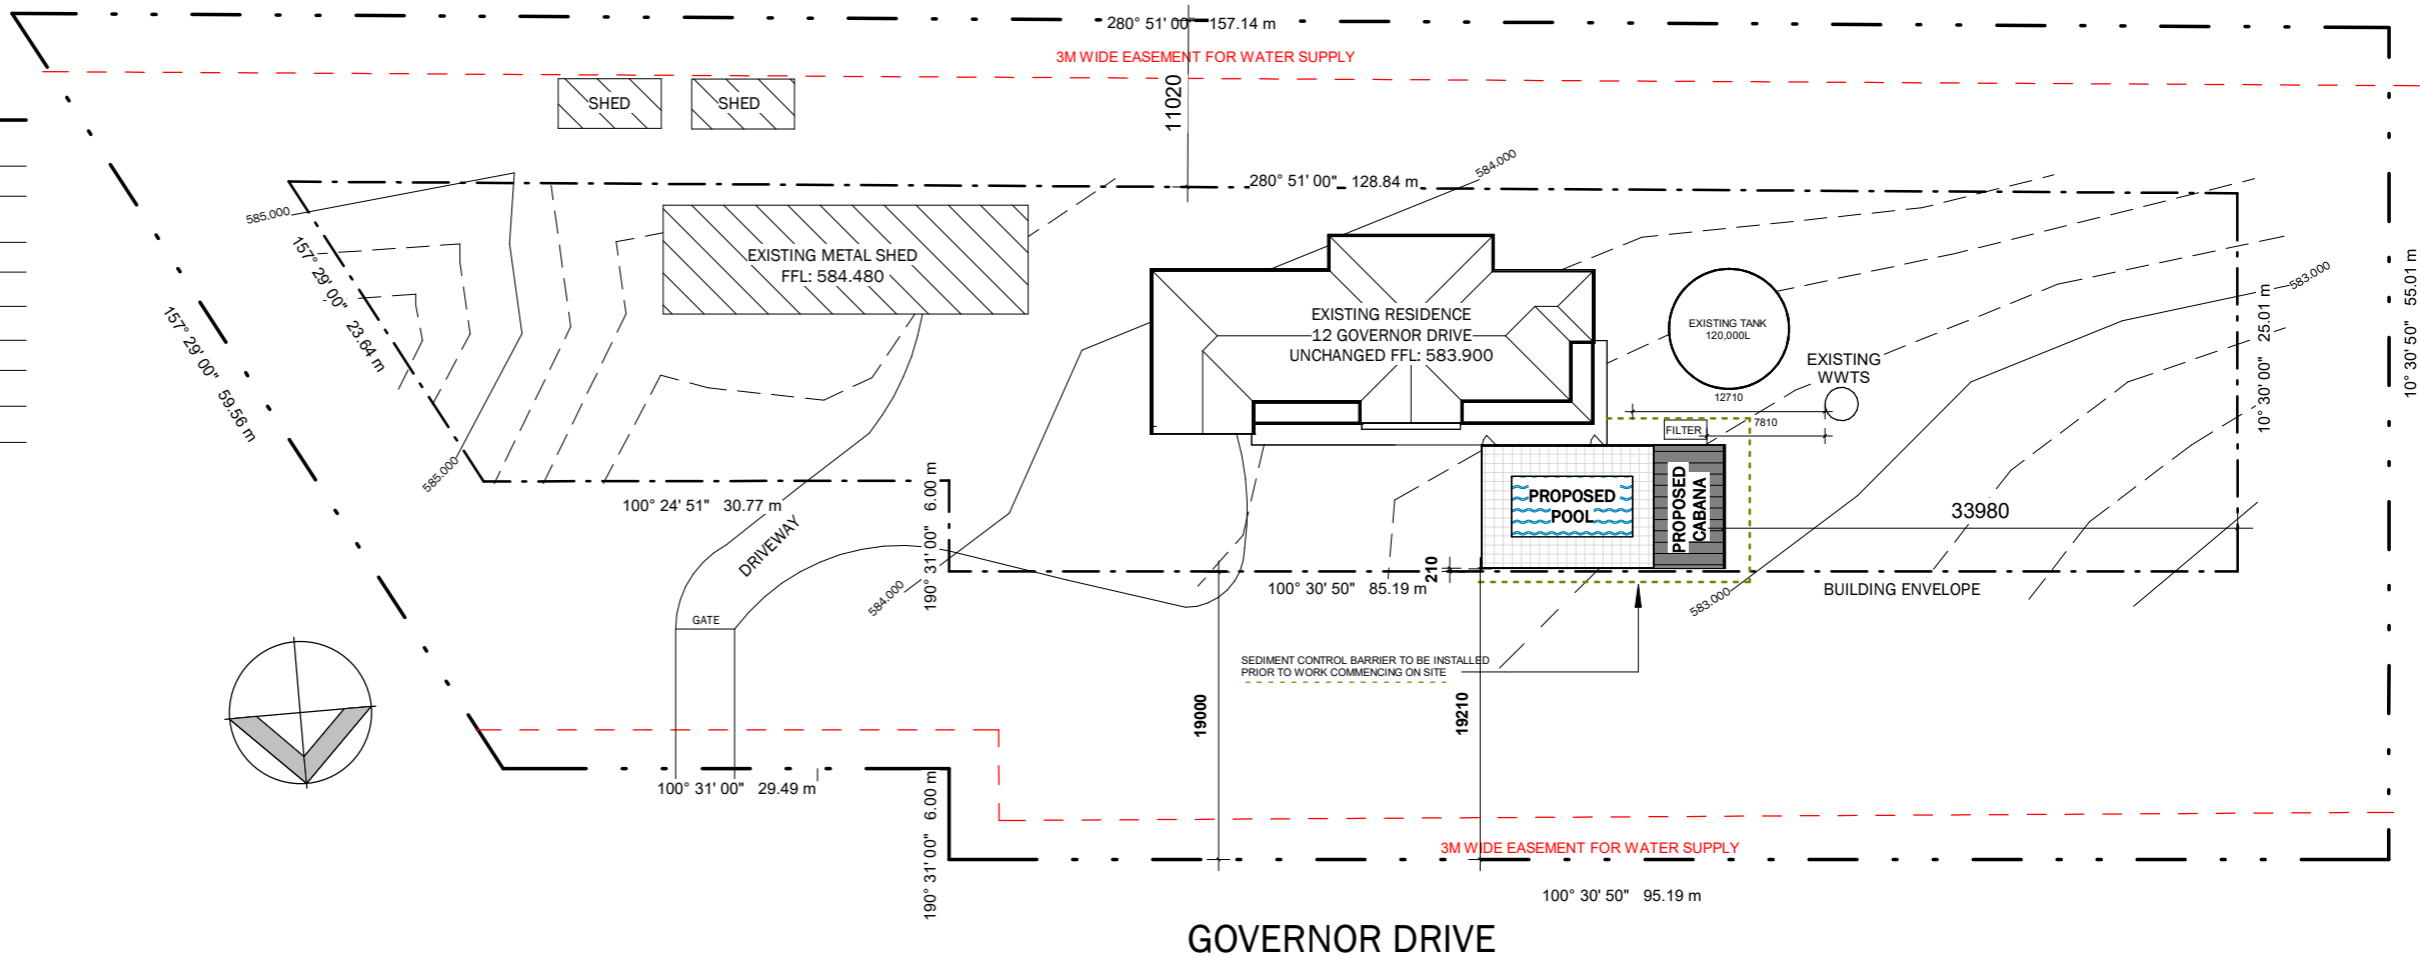 280° 51' 00" 157.14 m
3M WIDE EASEMENT FOR WATER SUPPLY
SHED
SHED
11020
280° 51' 00" 128.84 m
584.000
585.000
157° 29' 00" 23.64 m
157° 29' 00" 59.56 m
EXISTING METAL SHED
FFL: 584.480
EXISTING RESIDENCE
12 GOVERNOR DRIVE
UNCHANGED FFL: 583.900
EXISTING TANK
120,000L
EXISTING
WWTS
12710
7810
FILTER
583.000
10° 30' 00" 25.01 m
10° 30' 50" 55.01 m
585.000
100° 24' 51" 30.77 m
190° 31' 00" 6.00 m
DRIVEWAY
PROPOSED
POOL
PROPOSED
CABANA
33980
210
100° 30' 50" 85.19 m
584.000
583.000
BUILDING ENVELOPE
GATE
SEDIMENT CONTROL BARRIER TO BE INSTALLED
PRIOR TO WORK COMMENCING ON SITE
19000
19210
100° 31' 00" 29.49 m
190° 31' 00" 6.00 m
3M WIDE EASEMENT FOR WATER SUPPLY
100° 30' 50" 95.19 m
GOVERNOR DRIVE